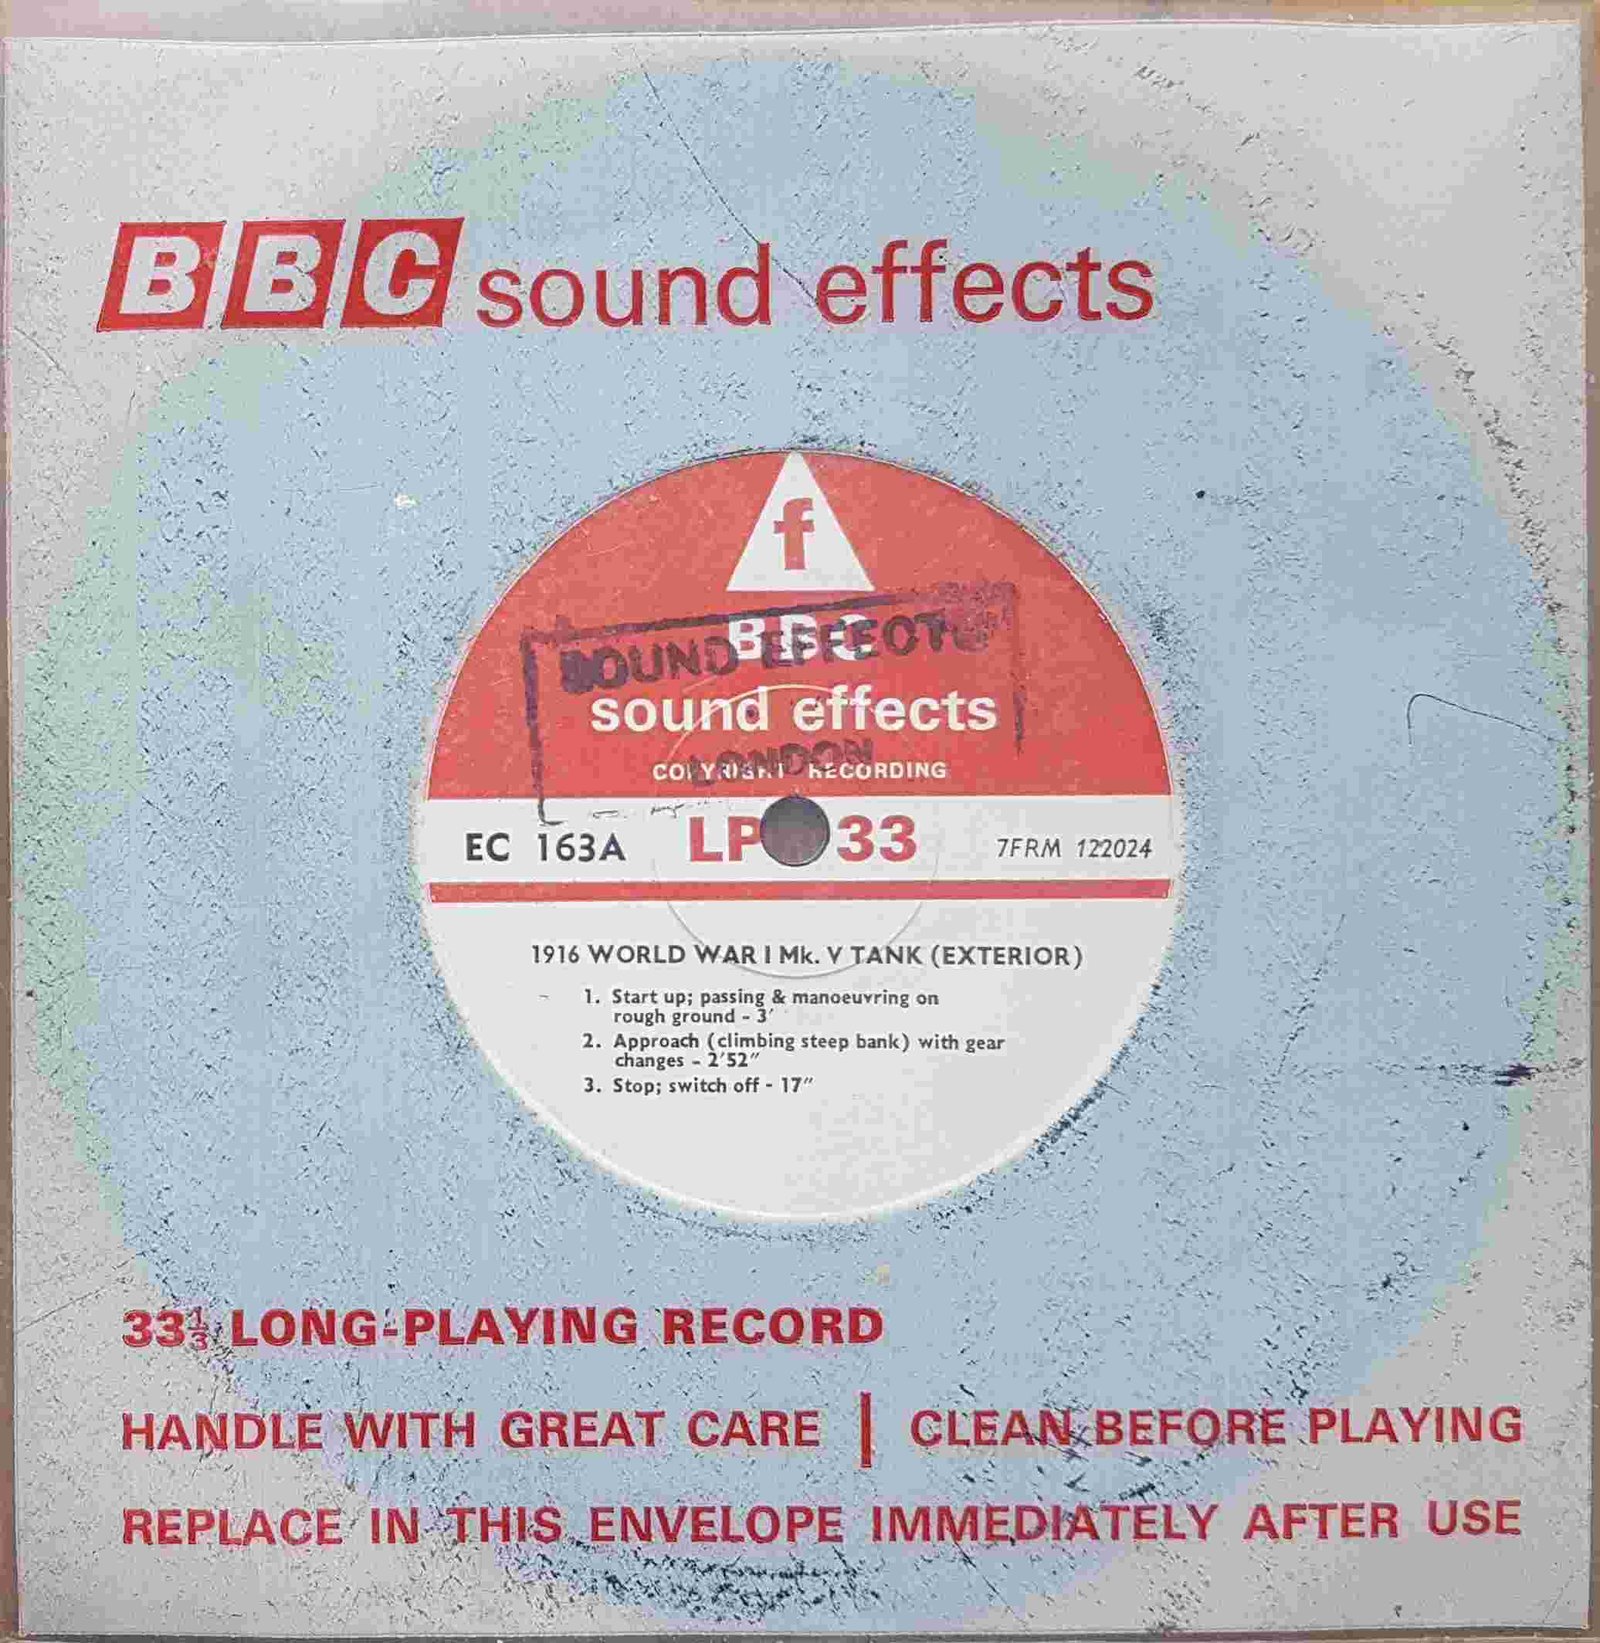 BBC sound effects
f
BBC
SOUND EFFECTS
sound effects
LONDON
COPYRIGHT RECORDING
EC 163A LP 33 7FRM 122024
1916 WORLD WAR I Mk. V TANK (EXTERIOR)
1. Start up; passing & manoeuvring on
rough ground - 3′
2. Approach (climbing steep bank) with gear
changes - 2′52″
3. Stop; switch off - 17″
33⅓ LONG-PLAYING RECORD
HANDLE WITH GREAT CARE | CLEAN BEFORE PLAYING
REPLACE IN THIS ENVELOPE IMMEDIATELY AFTER USE